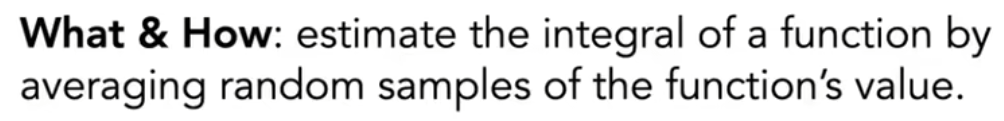 What & How: estimate the integral of a function by
averaging random samples of the function’s value.